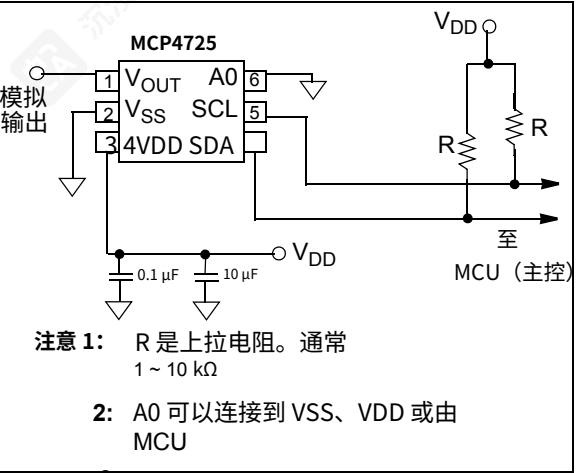 MCP4725
VDD
模拟
输出
1 VOUT A0 6
2 VSS SCL 5
3 4VDD SDA
R R
VDD
0.1 µF 10 µF
至
MCU（主控）
注意 1： R 是上拉电阻。通常
1 ~ 10 kΩ
2: A0 可以连接到 VSS、VDD 或由
MCU